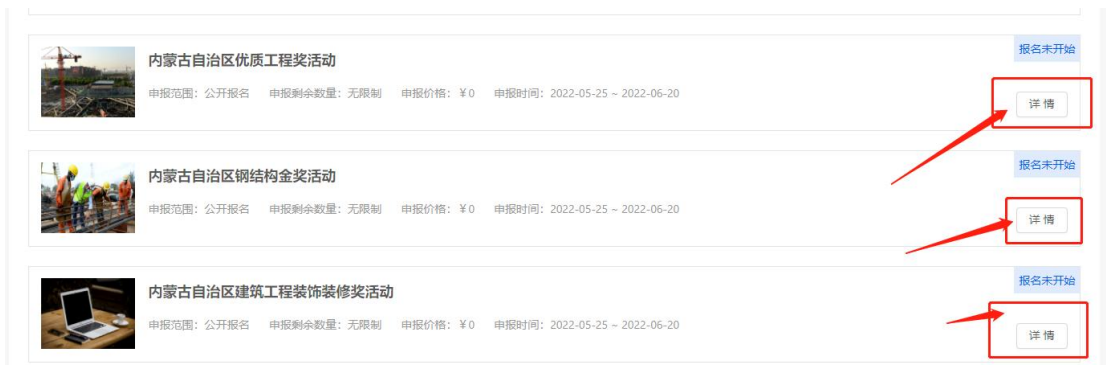 报名未开始
内蒙古自治区优质工程奖活动
申报范围：公开报名 申报剩余数量：无限制 申报价格：￥0 申报时间：2022-05-25 ~ 2022-06-20
详 情
报名未开始
内蒙古自治区钢结构金奖活动
申报范围：公开报名 申报剩余数量：无限制 申报价格：￥0 申报时间：2022-05-25 ~ 2022-06-20
详 情
报名未开始
内蒙古自治区建筑工程装饰装修奖活动
申报范围：公开报名 申报剩余数量：无限制 申报价格：￥0 申报时间：2022-05-25 ~ 2022-06-20
详 情